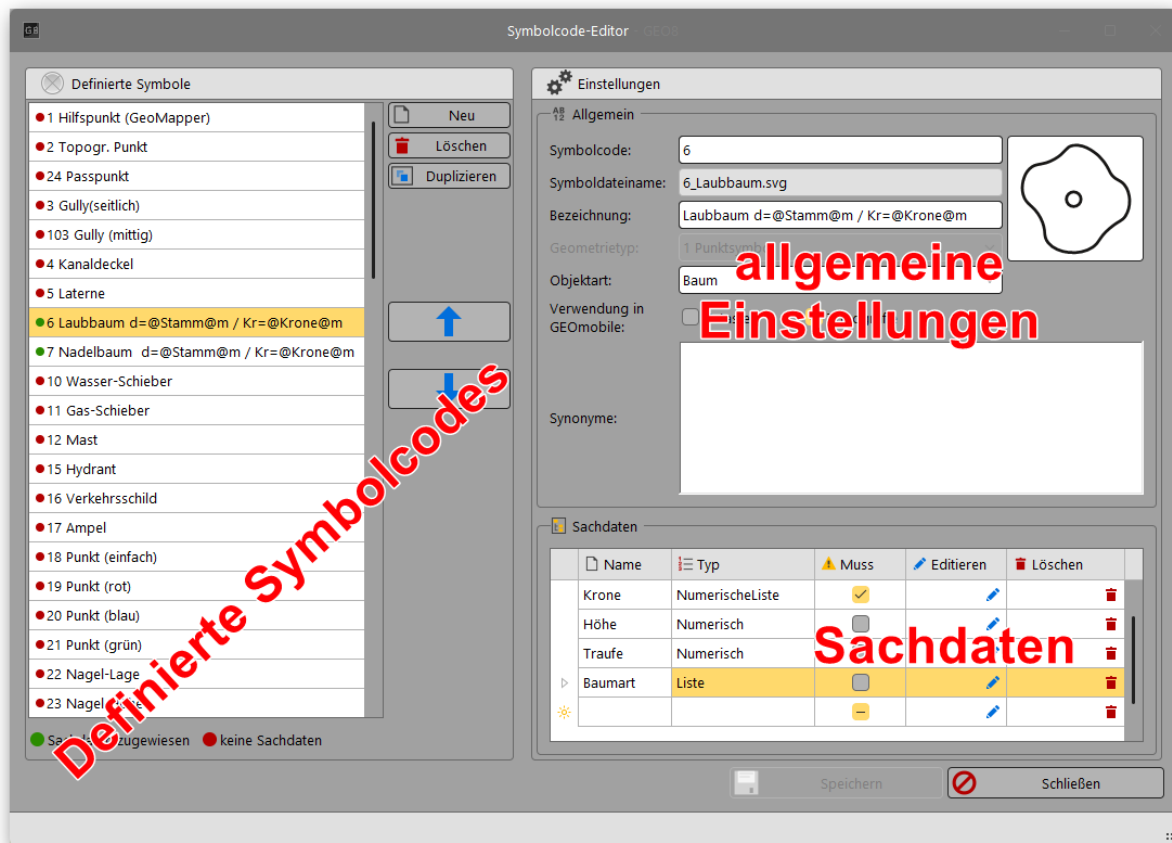 G8
Symbolcode-Editor - GEO8
Definierte Symbole
1 Hilfspunkt (GeoMapper)
2 Topogr. Punkt
24 Passpunkt
3 Gully(seitlich)
103 Gully (mittig)
4 Kanaldeckel
5 Laterne
6 Laubbaum d=@Stamm@m / Kr=@Krone@m
7 Nadelbaum  d=@Stamm@m / Kr=@Krone@m
10 Wasser-Schieber
11 Gas-Schieber
12 Mast
15 Hydrant
16 Verkehrsschild
17 Ampel
18 Punkt (einfach)
19 Punkt (rot)
20 Punkt (blau)
21 Punkt (grün)
22 Nagel-Lage
23 Nagel
zugewiesen
keine Sachdaten
Neu
Löschen
Duplizieren
Definierte Symbolcodes
Einstellungen
AB
12
Allgemein
Symbolcode:
6
Symboldateiname:
6_Laubbaum.svg
Bezeichnung:
Laubbaum d=@Stamm@m / Kr=@Krone@m
Geometrietyp:
1 Punktsymbol
Objektart:
Baum
Verwendung in
GEOmobile:
allgemeine
Einstellungen
Synonyme:
Sachdaten
Name Typ Muss Editieren Löschen
Krone NumerischeListe
Höhe Numerisch
Traufe Numerisch
Baumart Liste
Sachdaten
Speichern
Schließen